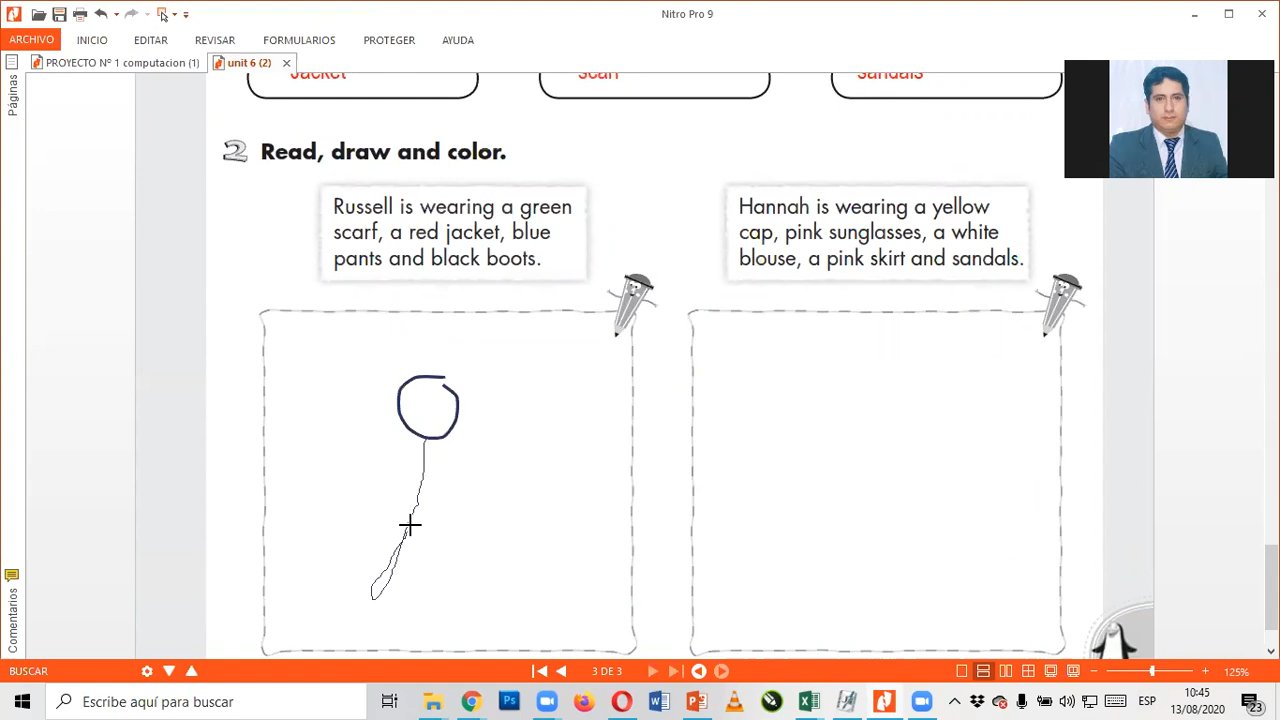 Nitro Pro 9
ARCHIVO INICIO EDITAR REVISAR FORMULARIOS PROTEGER AYUDA
PROYECTO Nº 1 computacion (1) unit 6 (2)
Páginas
Jacket scarf sandals
2 Read, draw and color.
Russell is wearing a green
scarf, a red jacket, blue
pants and black boots.
Hannah is wearing a yellow
cap, pink sunglasses, a white
blouse, a pink skirt and sandals.
Comentarios
BUSCAR 3 DE 3 125%
Escribe aquí para buscar ESP 10:45
13/08/2020 23